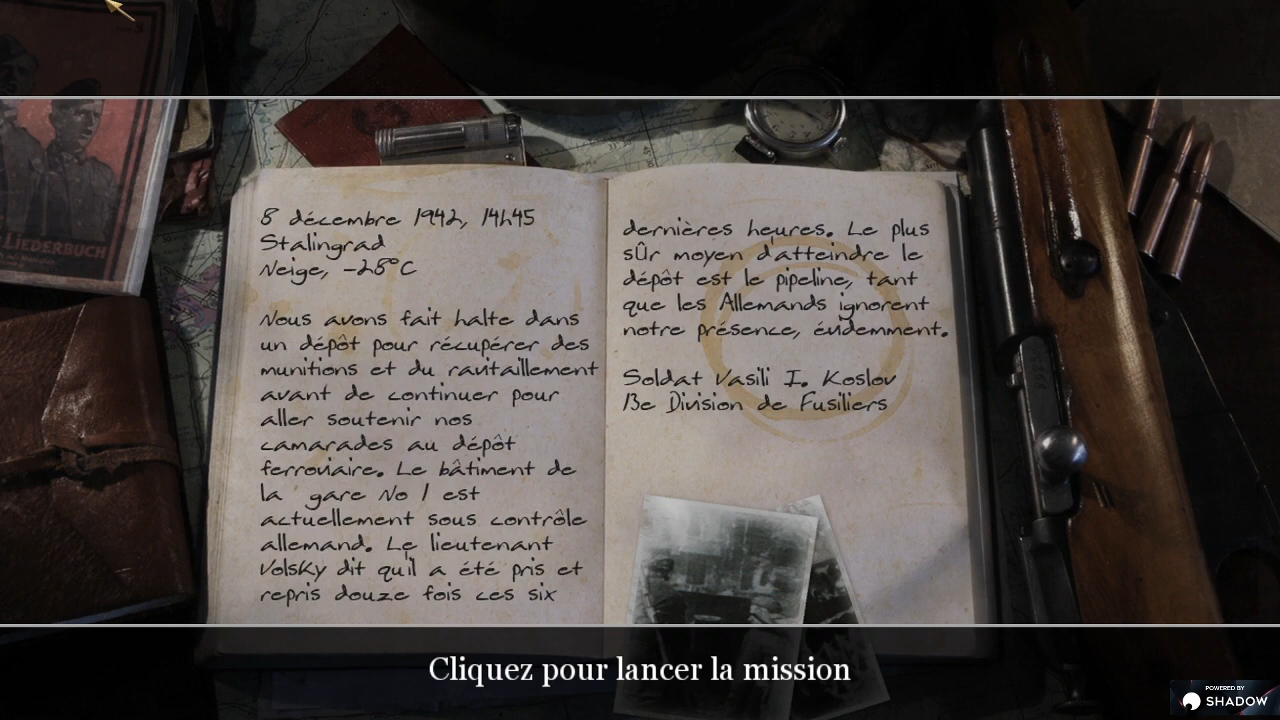 LIEDERBUCH
8 décembre 1942, 14h45
Stalingrad
Neige, -28°C
Nous avons fait halte dans
un dépôt pour récupérer des
munitions et du ravitaillement
avant de continuer pour
aller soutenir nos
camarades au dépôt
ferroviaire. Le bâtiment de
la gare No 1 est
actuellement sous contrôle
allemand. Le lieutenant
Volsky dit qu'il a été pris et
repris douze fois ces six
dernières heures. Le plus
sÛr moyen d'atteindre le
dépôt est le pipeline, tant
que les Allemands ignorent
notre présence, évidemment.
Soldat Vasili I. Koslov
13e Division de Fusiliers
Cliquez pour lancer la mission
POWERED BY
SHADOW